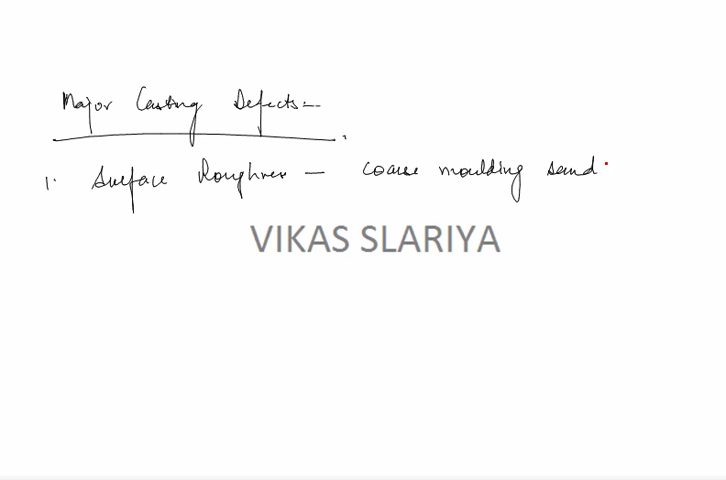 Major Casting Defects:-
1. Surface Roughness - coarse moulding sand
VIKAS SLARIYA